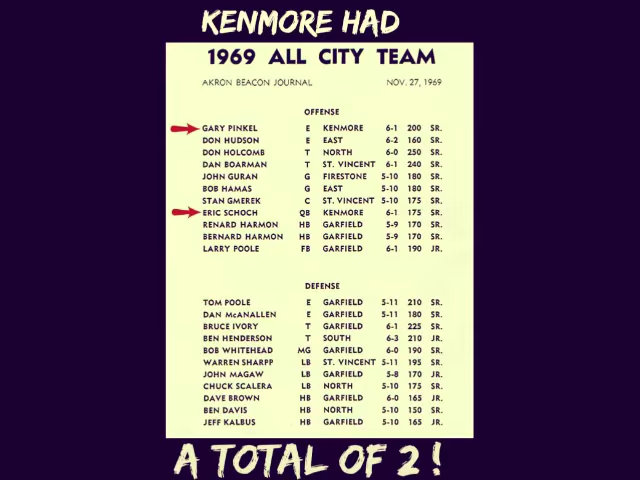 KENMORE HAD
1969 ALL CITY TEAM
AKRON BEACON JOURNAL NOV. 27, 1969
OFFENSE
GARY PINKEL E KENMORE 6-1 200 SR.
DON HUDSON E EAST 6-2 160 SR.
DON HOLCOMB T NORTH 6-0 250 SR.
DAN BOARMAN T ST. VINCENT 6-1 240 SR.
JOHN GURAN G FIRESTONE 5-10 180 SR.
BOB HAMAS G EAST 5-10 180 SR.
STAN GMEREK C ST. VINCENT 5-10 175 SR.
ERIC SCHOCH QB KENMORE 6-1 175 SR.
RENARD HARMON HB GARFIELD 5-9 170 SR.
BERNARD HARMON HB GARFIELD 5-9 170 SR.
LARRY POOLE FB GARFIELD 6-1 190 JR.
DEFENSE
TOM POOLE E GARFIELD 5-11 210 SR.
DAN McANALLEN E GARFIELD 5-11 180 SR.
BRUCE IVORY T GARFIELD 6-1 225 SR.
BEN HENDERSON T SOUTH 6-3 210 JR.
BOB WHITEHEAD MG GARFIELD 6-0 190 SR.
WARREN SHARPP LB ST. VINCENT 5-11 195 SR.
JOHN MAGAW LB GARFIELD 5-8 170 JR.
CHUCK SCALERA LB NORTH 5-10 175 SR.
DAVE BROWN HB GARFIELD 6-0 165 JR.
BEN DAVIS HB NORTH 5-10 150 SR.
JEFF KALBUS HB GARFIELD 5-10 165 JR.
A TOTAL OF 2 !